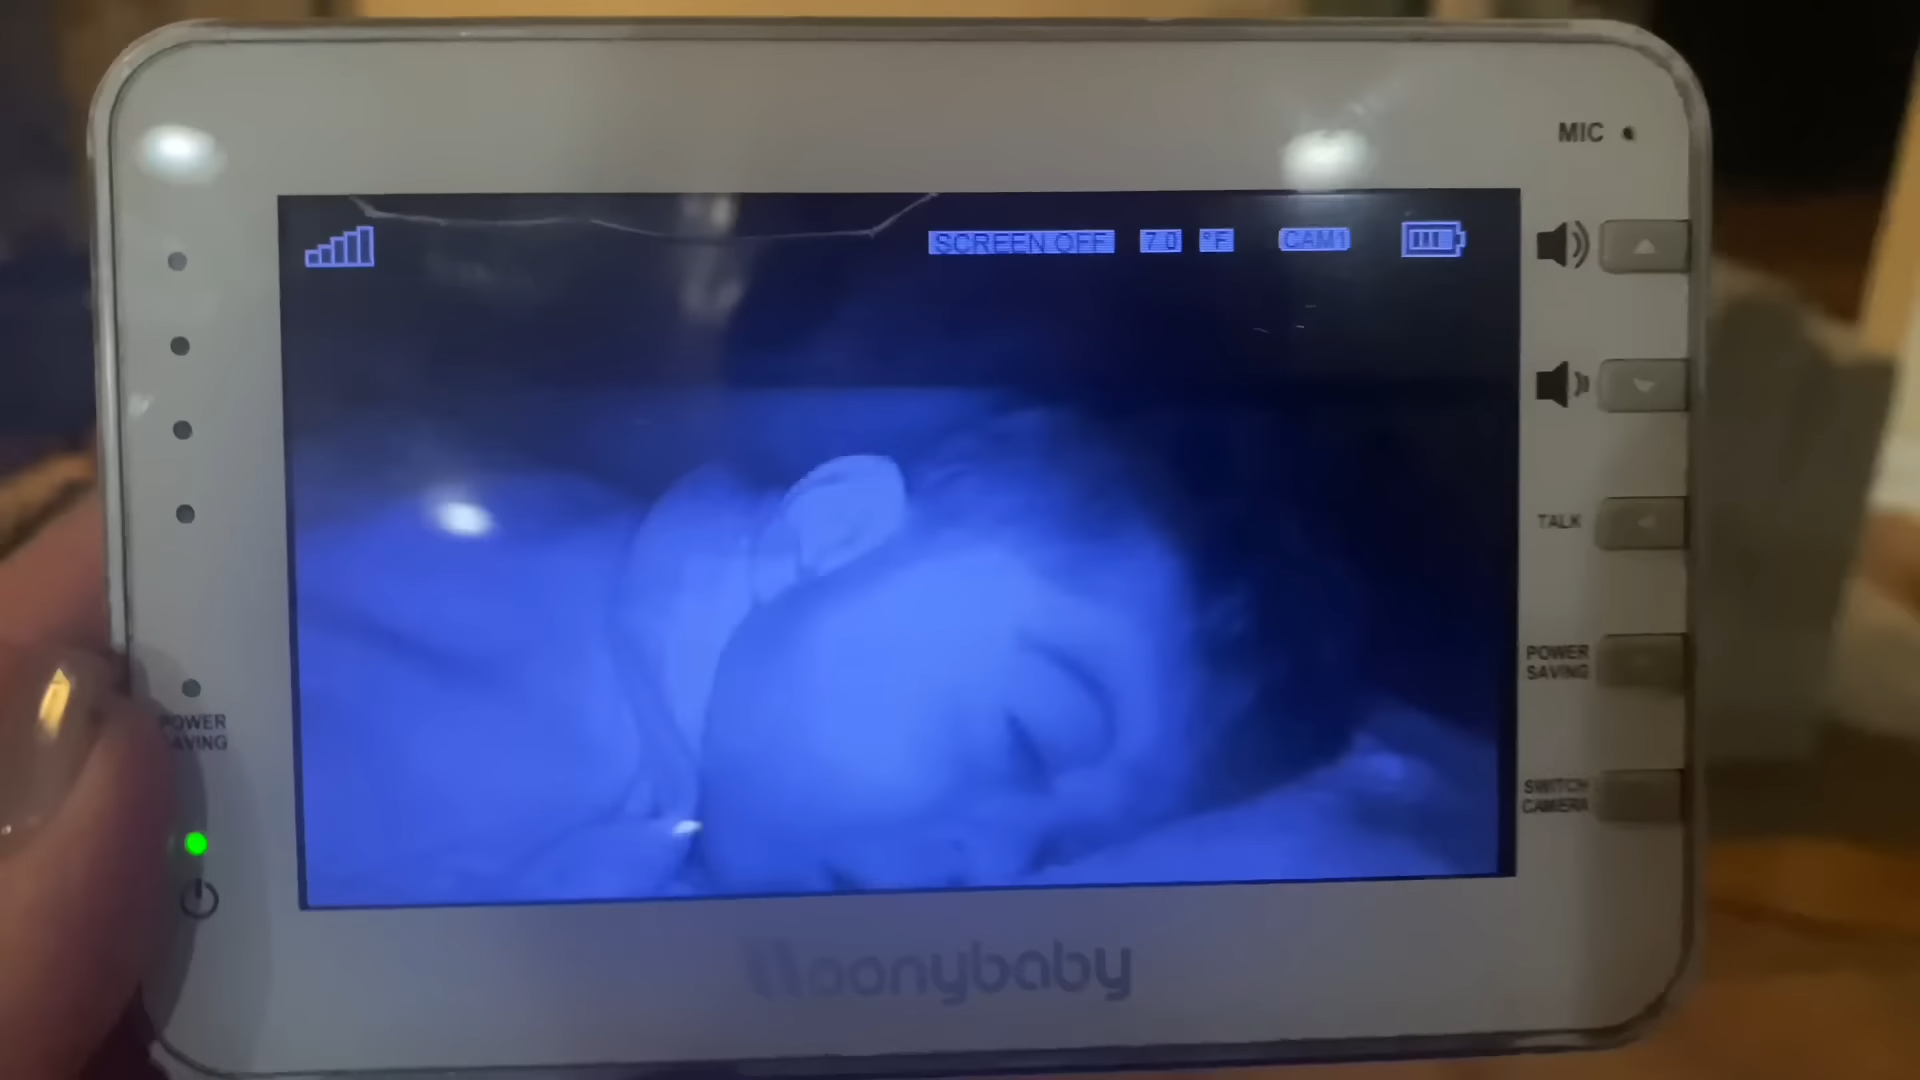 MIC
SCREEN OFF 70 °F CAM1
TALK
POWER
SAVING
POWER
SAVING
SWITCH
CAMERA
Moonybaby